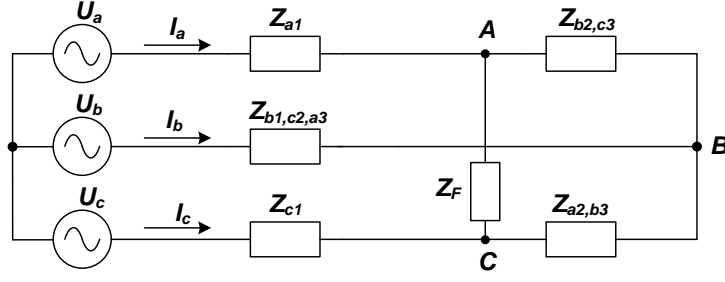 Ua
Ia
Za1
A
Zb2,c3
Ub
Ib
Zb1,c2,a3
B
ZF
Uc
Ic
Zc1
C
Za2,b3